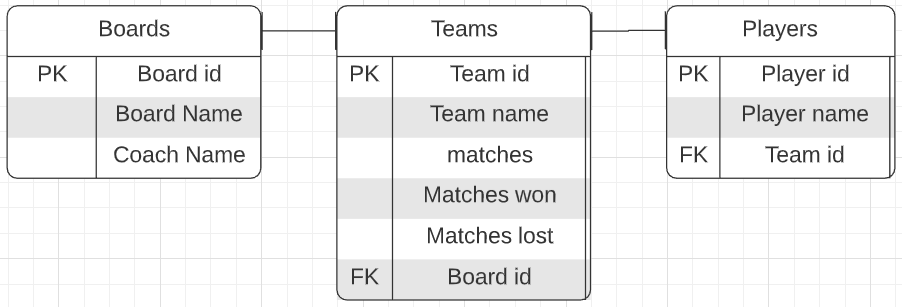 Boards
PK Board id
Board Name
Coach Name
Teams
PK Team id
Team name
matches
Matches won
Matches lost
FK Board id
Players
PK Player id
Player name
FK Team id